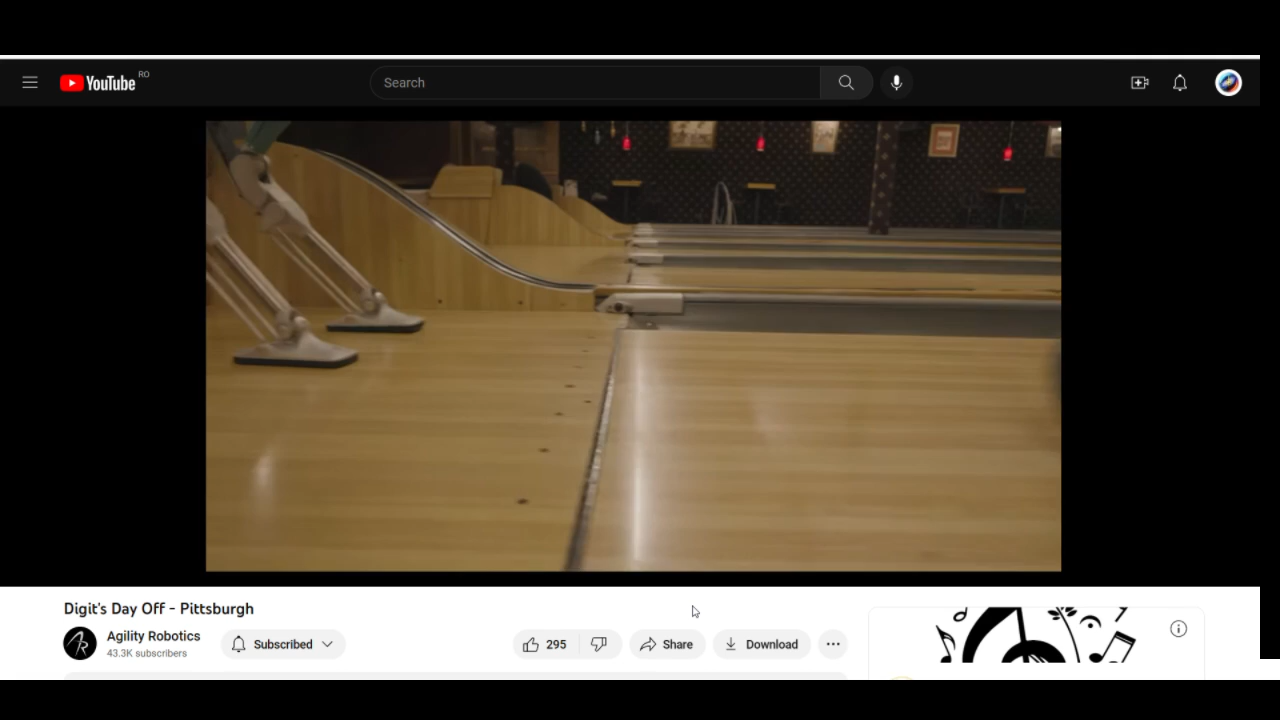 YouTube RO
Search
Digit's Day Off - Pittsburgh
Agility Robotics
43.3K subscribers
Subscribed
295
Share
Download